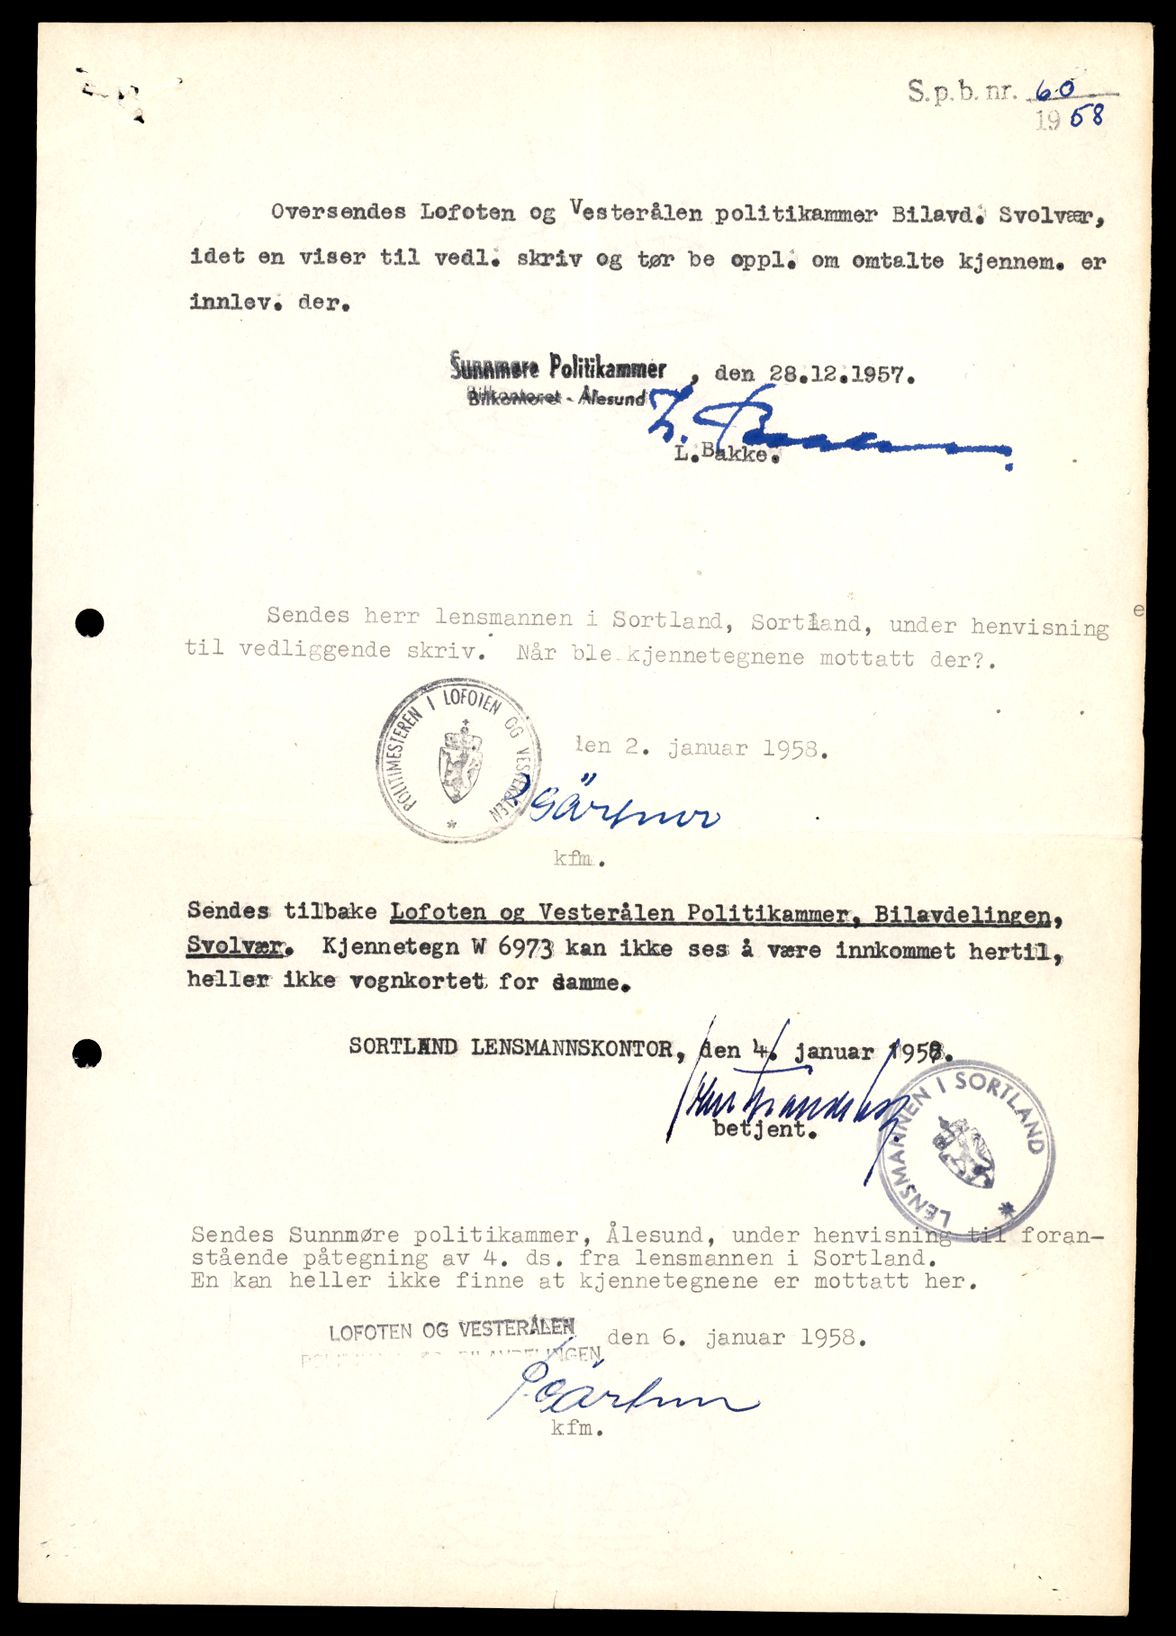 S.p.b. nr. 60
1958
Oversendes Lofoten og Vesterålen politikammer Bilavd. Svolvær,
idet en viser til vedl. skriv og tør be oppl. om omtalte kjennem. er
innlev. der.
Sunnmøre Politikammer, den 28.12.1957.
Bilkontoret - Ålesund
L. Bakke.
L. Bakke.
Sendes herr lensmannen i Sortland, Sortland, under henvisning
til vedliggende skriv. Når ble kjennetegnene mottatt der?.
POLITIMESTEREN I LOFOTEN OG VESTERÅLEN *
den 2. januar 1958.
Gärtner
kfm.
Sendes tilbake Lofoten og Vesterålen Politikammer, Bilavdelingen,
Svolvær. Kjennetegn W 6973 kan ikke ses å være innkommet hertil,
heller ikke vognkortet for samme.
SORTLAND LENSMANNSKONTOR, den 4. januar 1958.
betjent.
LENSMANNEN I SORTLAND *
Sendes Sunnmøre politikammer, Ålesund, under henvisning til foran-
stående påtegning av 4. ds. fra lensmannen i Sortland.
En kan heller ikke finne at kjennetegnene er mottatt her.
LOFOTEN OG VESTERÅLEN den 6. januar 1958.
BILAVDELINGEN
Gärtner
kfm.